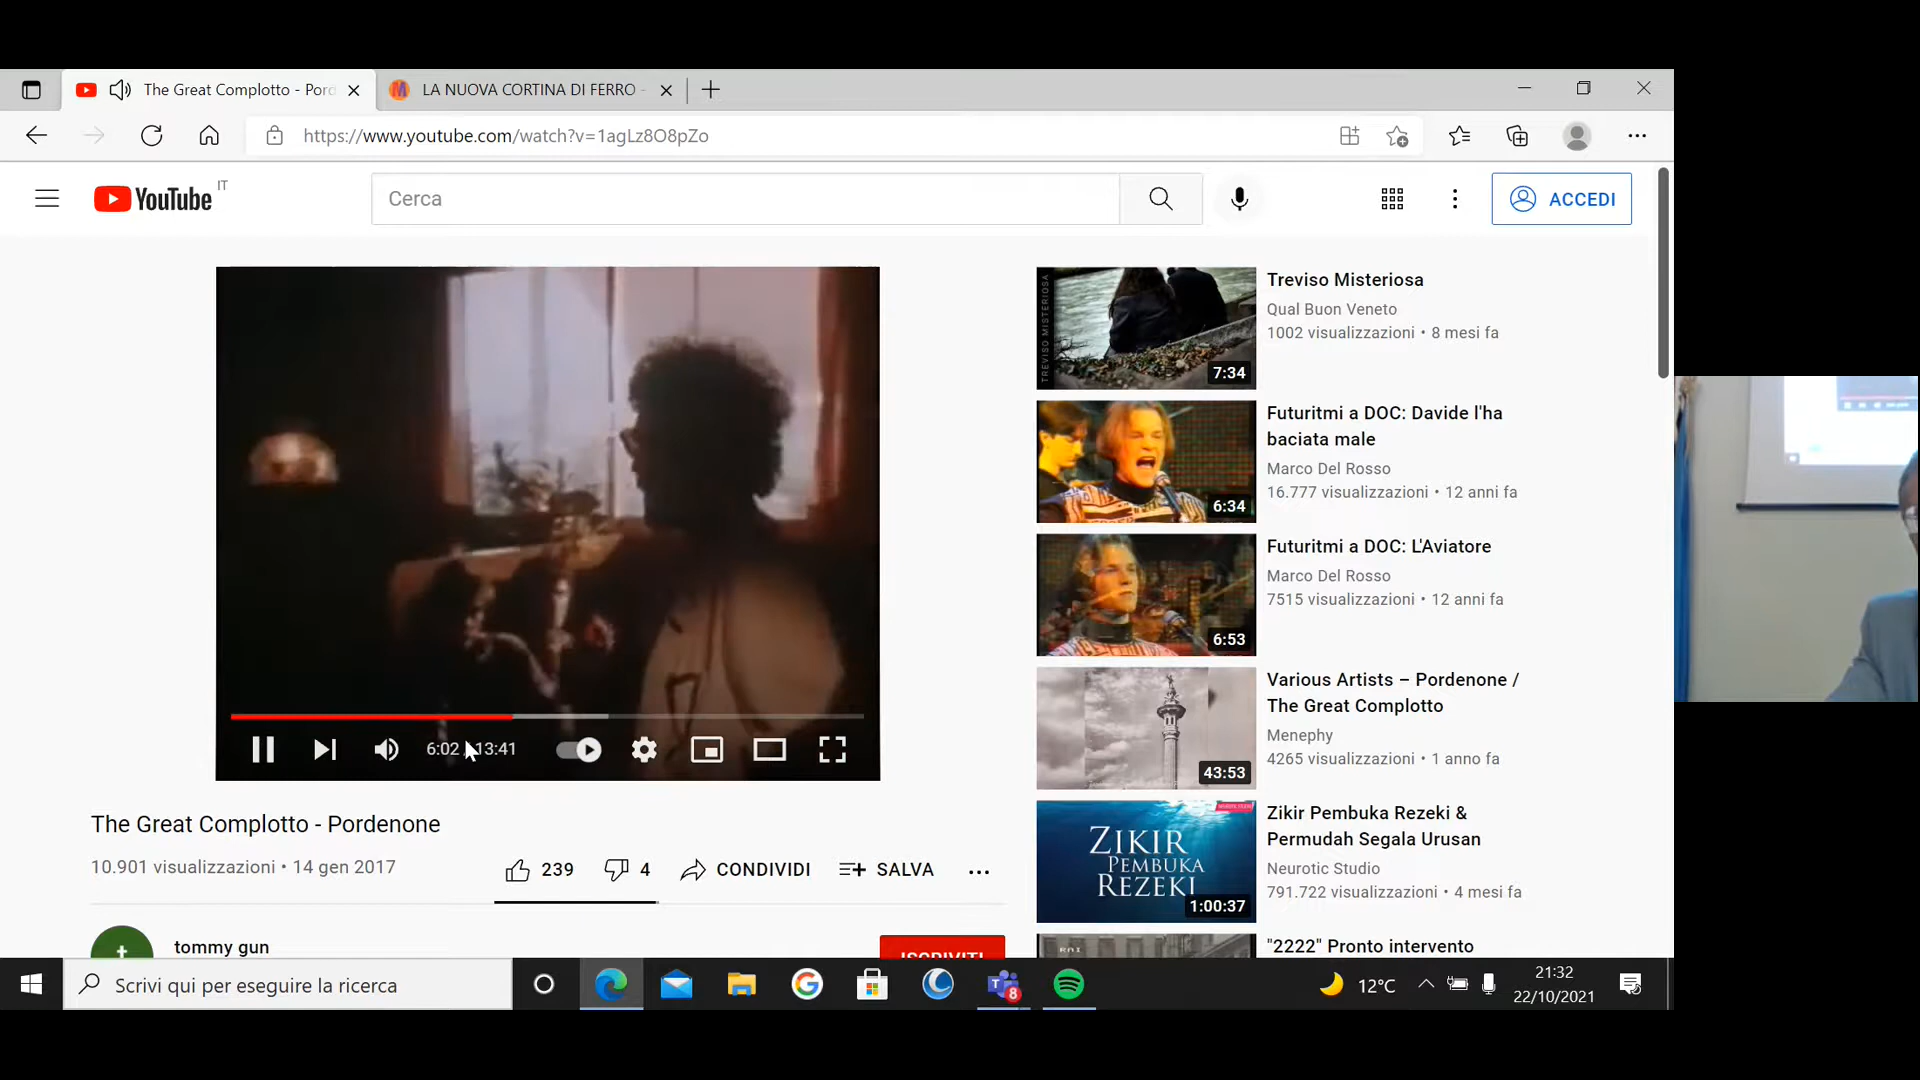 The Great Complotto - Pord
LA NUOVA CORTINA DI FERRO -
https://www.youtube.com/watch?v=1agLz8O8pZo
YouTube IT
Cerca
ACCEDI
6:02 / 13:41
The Great Complotto - Pordenone
10.901 visualizzazioni • 14 gen 2017
239
4
CONDIVIDI
SALVA
tommy gun
ISCRIVITI
TREVISO MISTERIOSA
7:34
Treviso Misteriosa
Qual Buon Veneto
1002 visualizzazioni • 8 mesi fa
6:34
Futuritmi a DOC: Davide l'ha
baciata male
Marco Del Rosso
16.777 visualizzazioni • 12 anni fa
6:53
Futuritmi a DOC: L'Aviatore
Marco Del Rosso
7515 visualizzazioni • 12 anni fa
43:53
Various Artists – Pordenone /
The Great Complotto
Menephy
4265 visualizzazioni • 1 anno fa
ZIKIR
PEMBUKA
REZEKI
1:00:37
Zikir Pembuka Rezeki &
Permudah Segala Urusan
Neurotic Studio
791.722 visualizzazioni • 4 mesi fa
RAI
"2222" Pronto intervento
Scrivi qui per eseguire la ricerca
8
12°C
21:32
22/10/2021